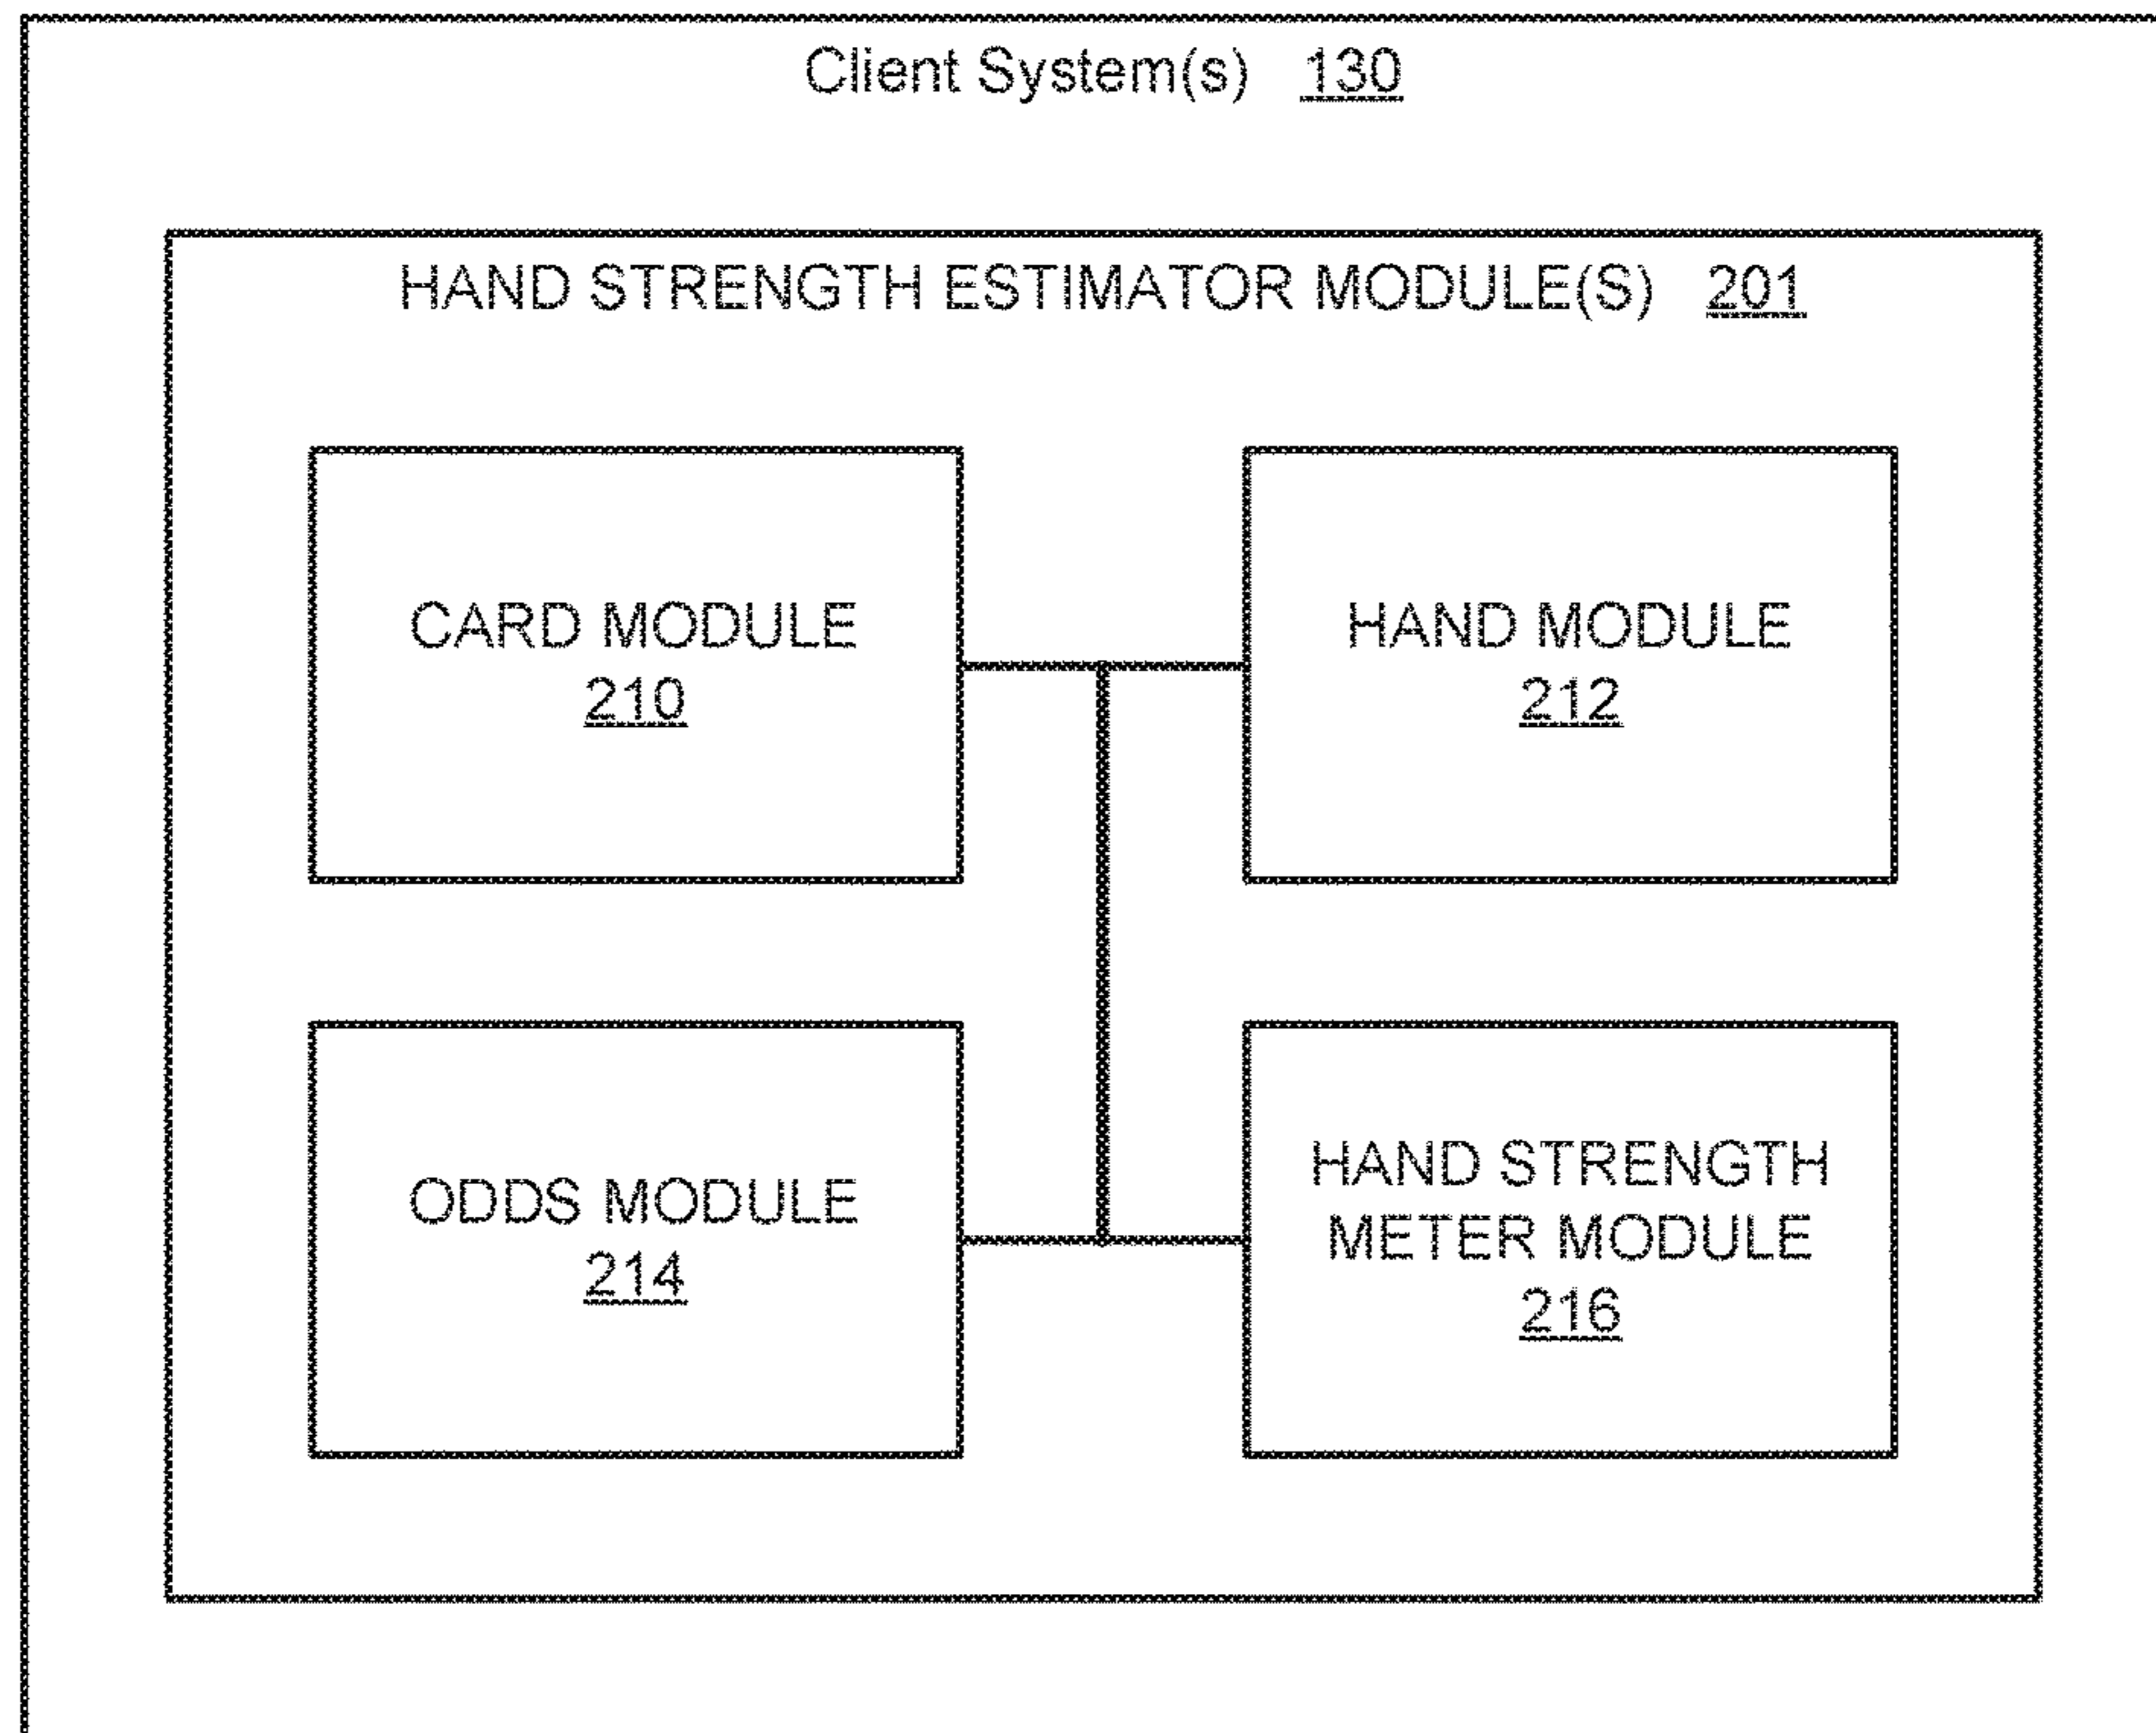 Client System(s) 130
HAND STRENGTH ESTIMATOR MODULE(S) 201
CARD MODULE
210
HAND MODULE
212
ODDS MODULE
214
HAND STRENGTH
METER MODULE
216